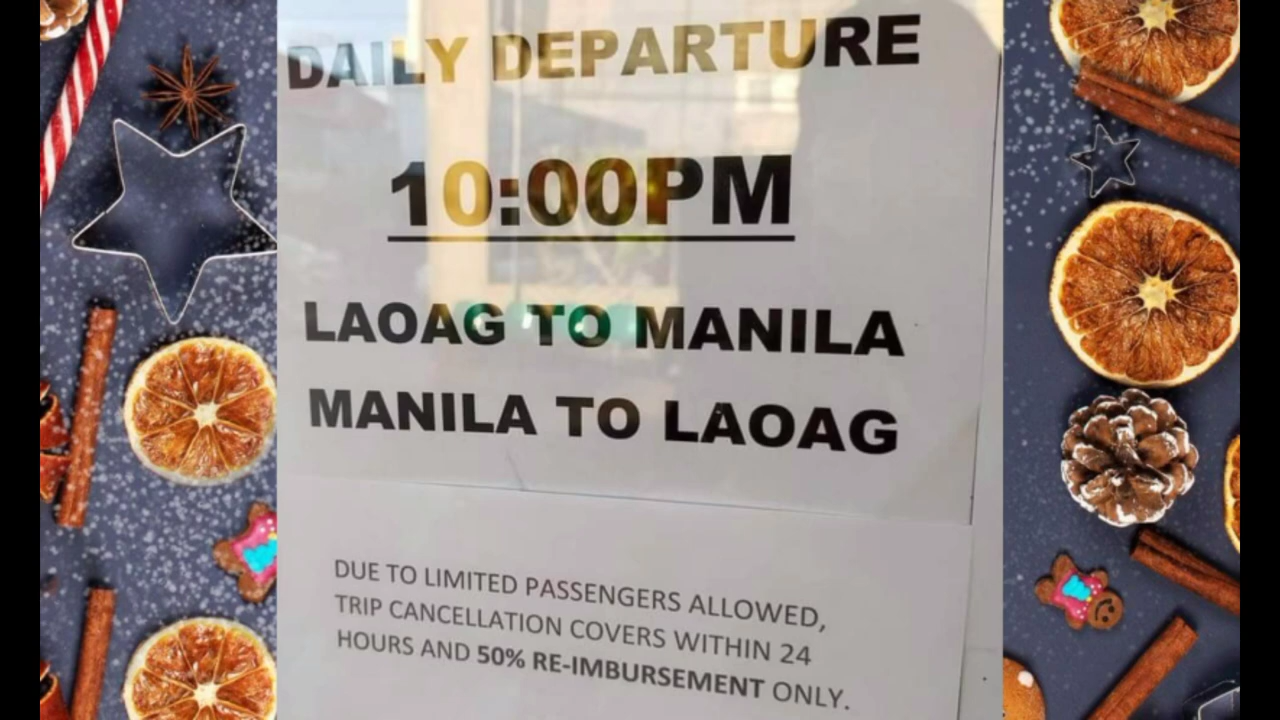 DAILY DEPARTURE
10:00PM
LAOAG TO MANILA
MANILA TO LAOAG
DUE TO LIMITED PASSENGERS ALLOWED,
TRIP CANCELLATION COVERS WITHIN 24
HOURS AND 50% RE-IMBURSEMENT ONLY.